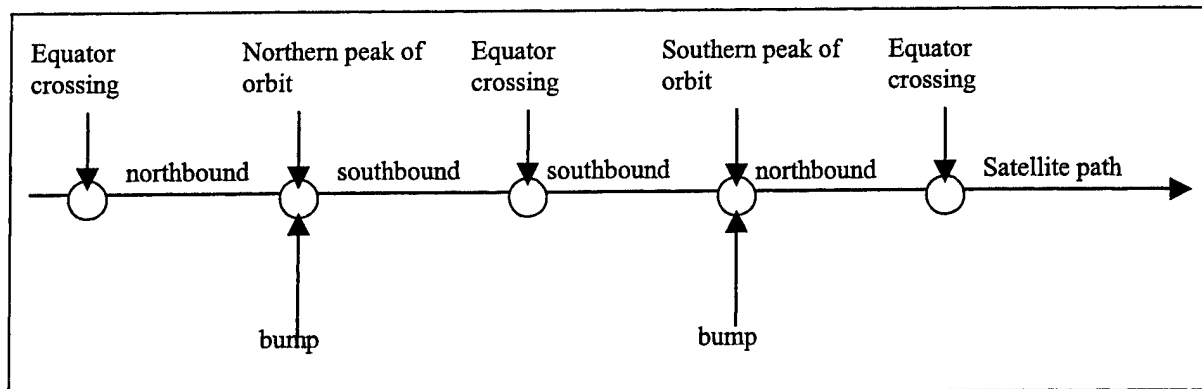 Equator
crossing
Northern peak of
orbit
Equator
crossing
Southern peak of
orbit
Equator
crossing
northbound
southbound
southbound
northbound
Satellite path
bump
bump